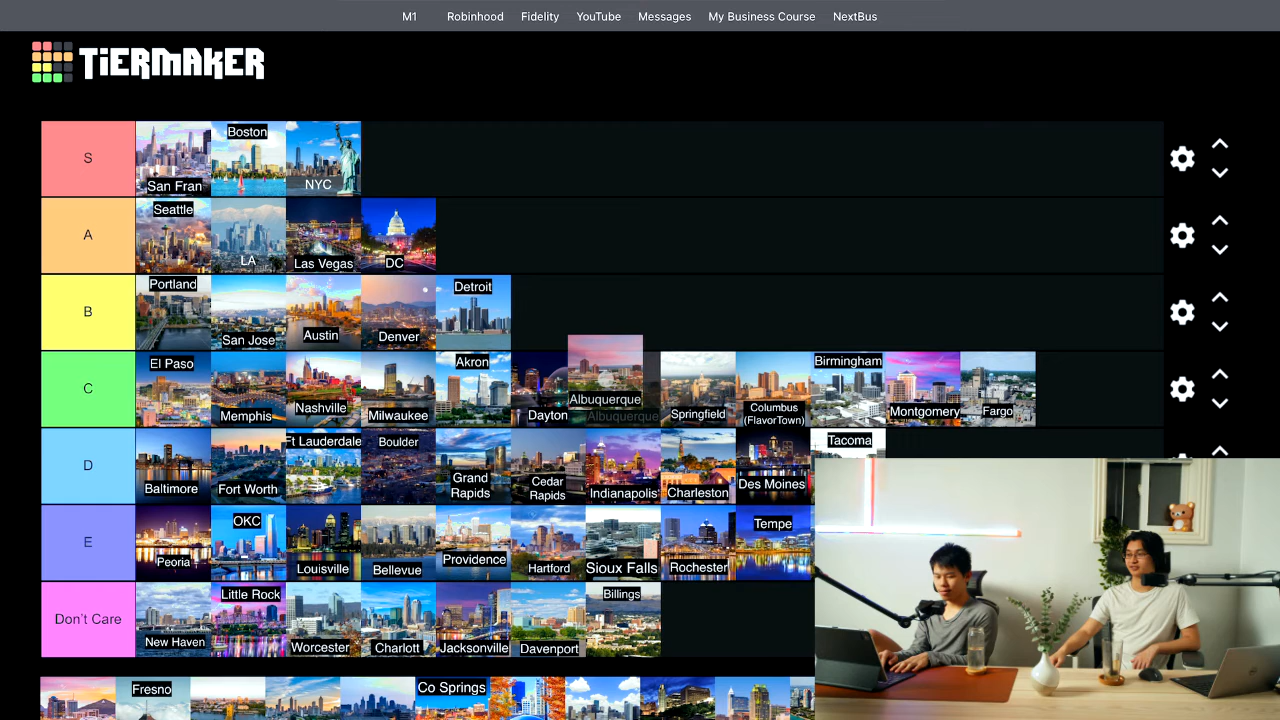 M1 Robinhood Fidelity YouTube Messages My Business Course NextBus
TiERMAKER
S
San Fran
Boston
NYC
A
Seattle
LA
Las Vegas
DC
B
Portland
San Jose
Austin
Denver
Detroit
C
El Paso
Memphis
Nashville
Milwaukee
Akron
Dayton
Albuquerque
Albuquerque
Springfield
Columbus
(FlavorTown)
Birmingham
Montgomery
Fargo
D
Baltimore
Fort Worth
Ft Lauderdale
Boulder
Grand
Rapids
Cedar
Rapids
Indianapolis
Charleston
Des Moines
Tacoma
E
Peoria
OKC
Louisville
Bellevue
Providence
Hartford
Sioux Falls
Rochester
Tempe
Don't Care
New Haven
Little Rock
Worcester
Charlott
Jacksonville
Davenport
Billings
Fresno
Co Springs